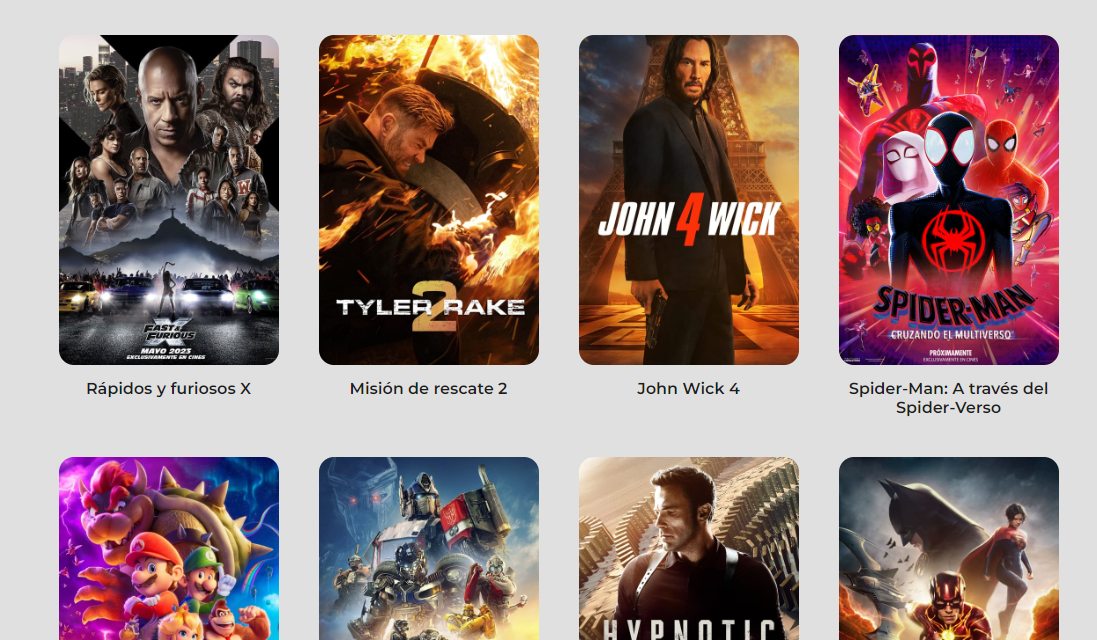 FAST &
FURIOUS
X
MAYO 2023
EXCLUSIVAMENTE EN CINES
TYLER 2 RAKE
JOHN 4 WICK
SPIDER-MAN
CRUZANDO EL MULTIVERSO
PRÓXIMAMENTE
EXCLUSIVAMENTE EN CINES
Rápidos y furiosos X
Misión de rescate 2
John Wick 4
Spider-Man: A través del
Spider-Verso
HYPNOTIC